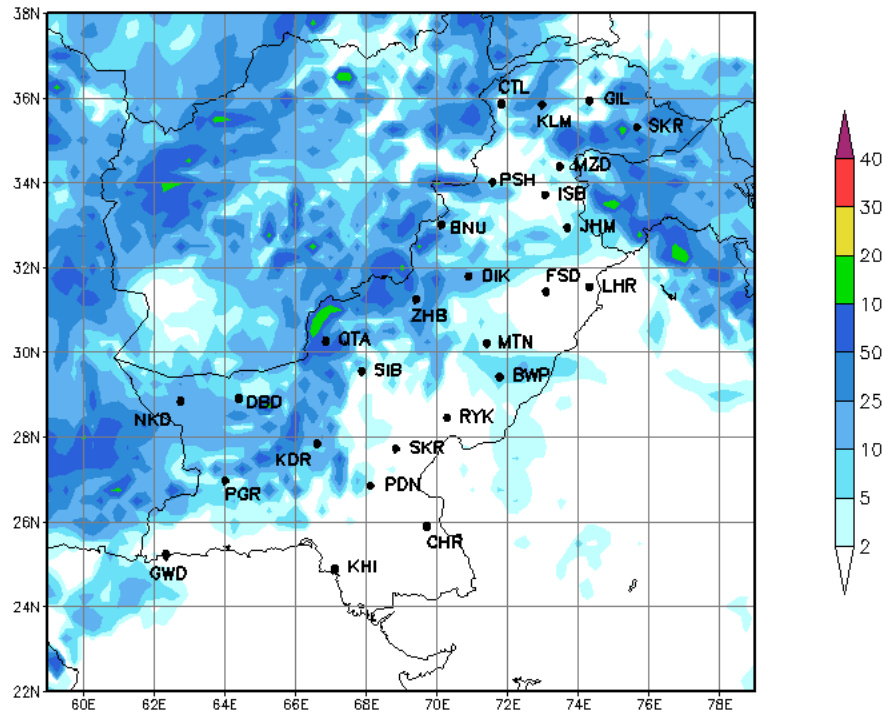 38N
36N
34N
32N
30N
28N
26N
24N
22N
CTL
GIL
KLM
SKR
MZD
PSH
ISB
BNU
JHM
DIK
FSD
LHR
ZHB
QTA
MTN
SIB
BWP
NKD
DBD
RYK
KDR
SKR
PGR
PDN
CHR
GWD
KHI
60E 62E 64E 66E 68E 70E 72E 74E 76E 78E
40
30
20
10
50
25
10
5
2